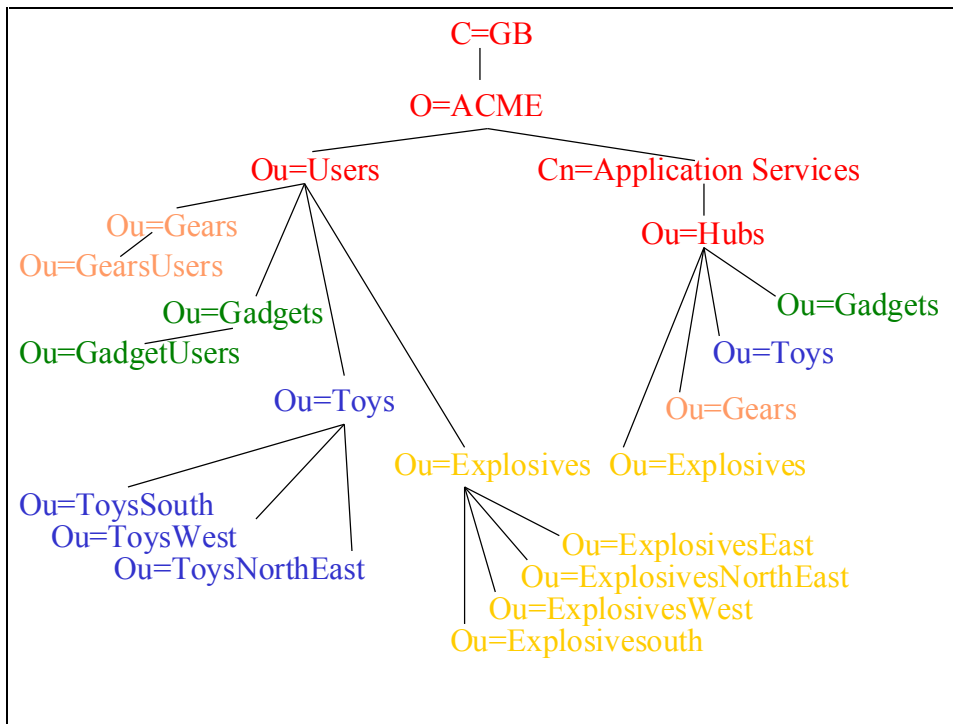 C=GB
O=ACME
Ou=Users
Cn=Application Services
Ou=Gears
Ou=Hubs
Ou=GearsUsers
Ou=Gadgets
Ou=Gadgets
Ou=GadgetUsers
Ou=Toys
Ou=Toys
Ou=Gears
Ou=Explosives
Ou=Explosives
Ou=ToysSouth
Ou=ToysWest
Ou=ToysNorthEast
Ou=ExplosivesEast
Ou=ExplosivesNorthEast
Ou=ExplosivesWest
Ou=Explosivesouth